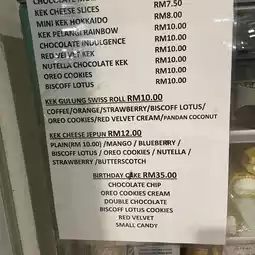 CHOCOLATE MOIST RM7.50
KEK CHEESE SLICES RM8.00
MINI KEK HOKKAIDO RM10.00
KEK PELANGI RAINBOW RM10.00
CHOCOLATE INDULGENCE RM10.00
RED VELVET KEK RM10.00
NUTELLA CHOCOLATE KEK RM10.00
OREO COOKIES RM10.00
BISCOFF LOTUS
KEK GULUNG SWISS ROLL RM10.00
COFFEE/ORANGE/STRAWBERRY/BISCOFF LOTUS/
OREO COOKIES/RED VELVET CREAM/PANDAN COCONUT
KEK CHEESE JEPUN RM12.00
PLAIN(RM 10.00) /MANGO / BLUEBERRY /
BISCOFF LOTUS / OREO COOKIES / NUTELLA /
STRAWBERRY /BUTTERSCOTCH
BIRTHDAY CAKE RM35.00
CHOCOLATE CHIP
OREO COOKIES CREAM
DOUBLE CHOCOLATE
BISCOFF LOTUS COOKIES
RED VELVET
SMALL CANDY